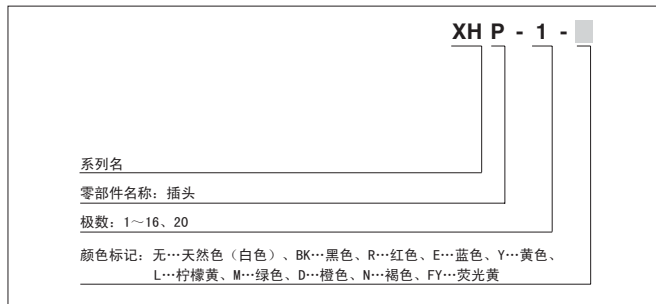 XH P - 1 -
系列名
零部件名称：插头
极数：1～16、20
颜色标记：无…天然色（白色）、BK…黑色、R…红色、E…蓝色、Y…黄色、
L…柠檬黄、M…绿色、D…橙色、N…褐色、FY…荧光黄